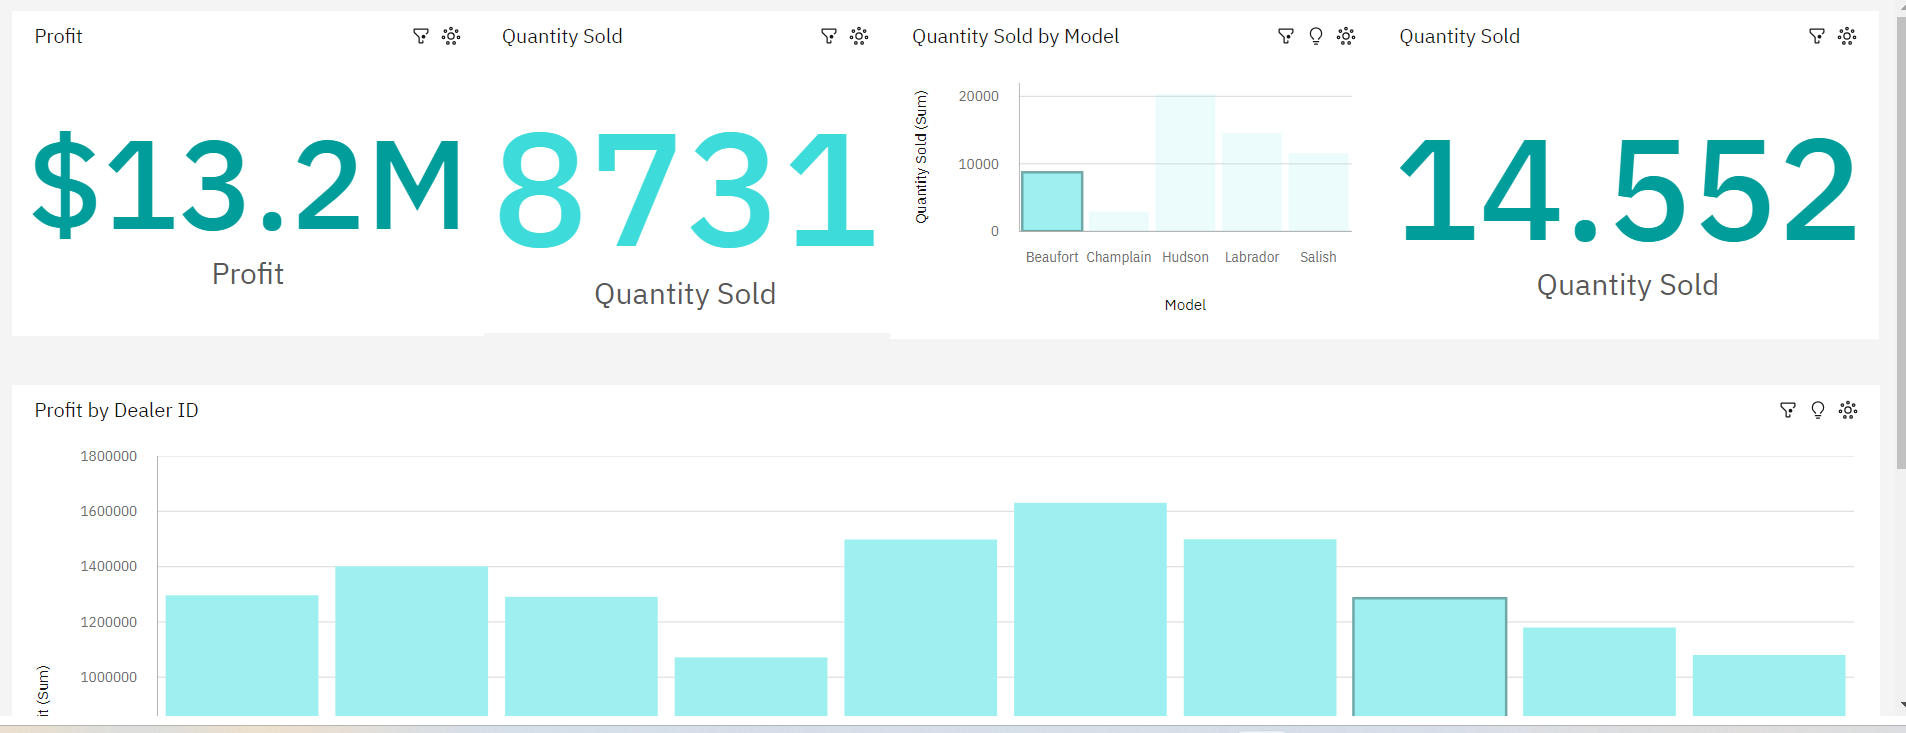 Profit
$13.2M
Profit
Quantity Sold
8731
Quantity Sold
Quantity Sold by Model
Quantity Sold (Sum)
20000
10000
0
Beaufort Champlain Hudson Labrador Salish
Model
Quantity Sold
14.552
Quantity Sold
Profit by Dealer ID
it (Sum)
1800000
1600000
1400000
1200000
1000000